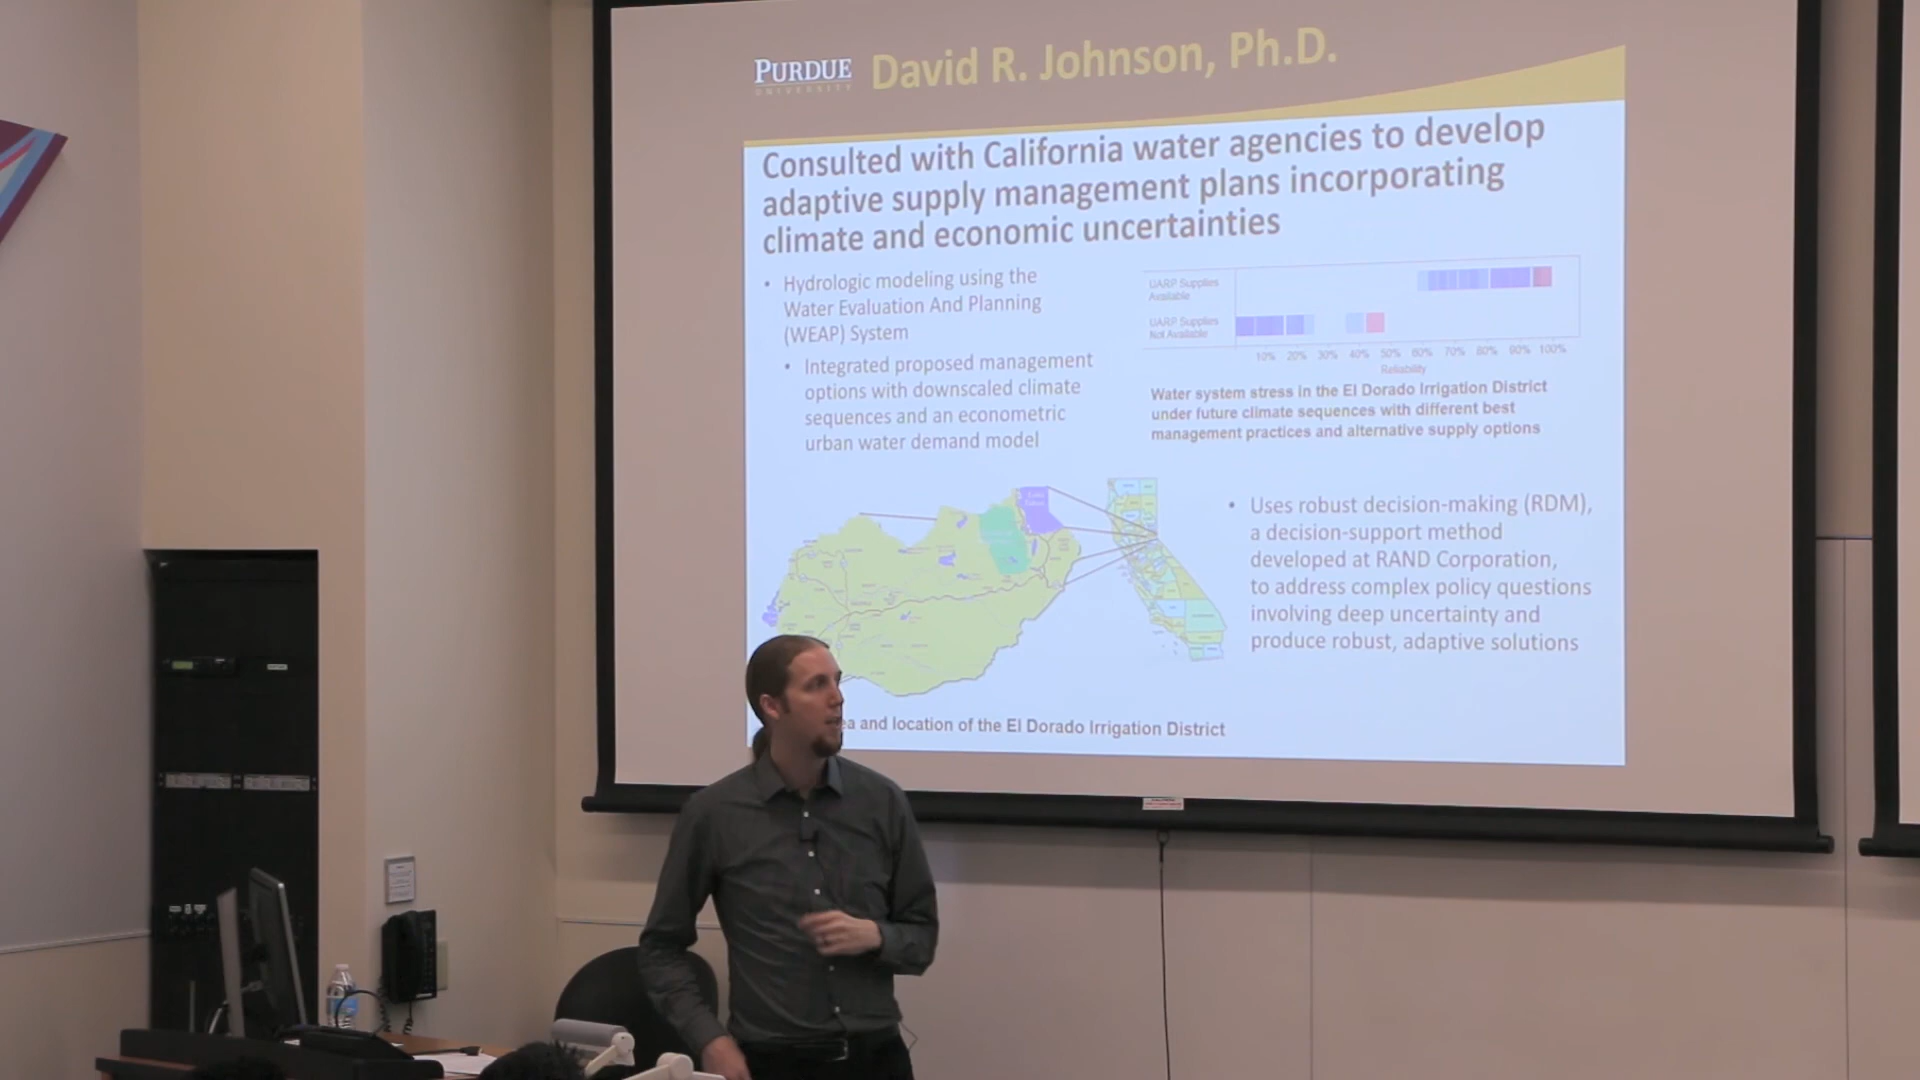 PURDUE
UNIVERSITY
David R. Johnson, Ph.D.
Consulted with California water agencies to develop
adaptive supply management plans incorporating
climate and economic uncertainties
• Hydrologic modeling using the
Water Evaluation And Planning
(WEAP) System
• Integrated proposed management
options with downscaled climate
sequences and an econometric
urban water demand model
UARP Supplies
Available
UARP Supplies
Not Available
10% 20% 30% 40% 50% 60% 70% 80% 90% 100%
Reliability
Water system stress in the El Dorado Irrigation District
under future climate sequences with different best
management practices and alternative supply options
• Uses robust decision-making (RDM),
a decision-support method
developed at RAND Corporation,
to address complex policy questions
involving deep uncertainty and
produce robust, adaptive solutions
and location of the El Dorado Irrigation District